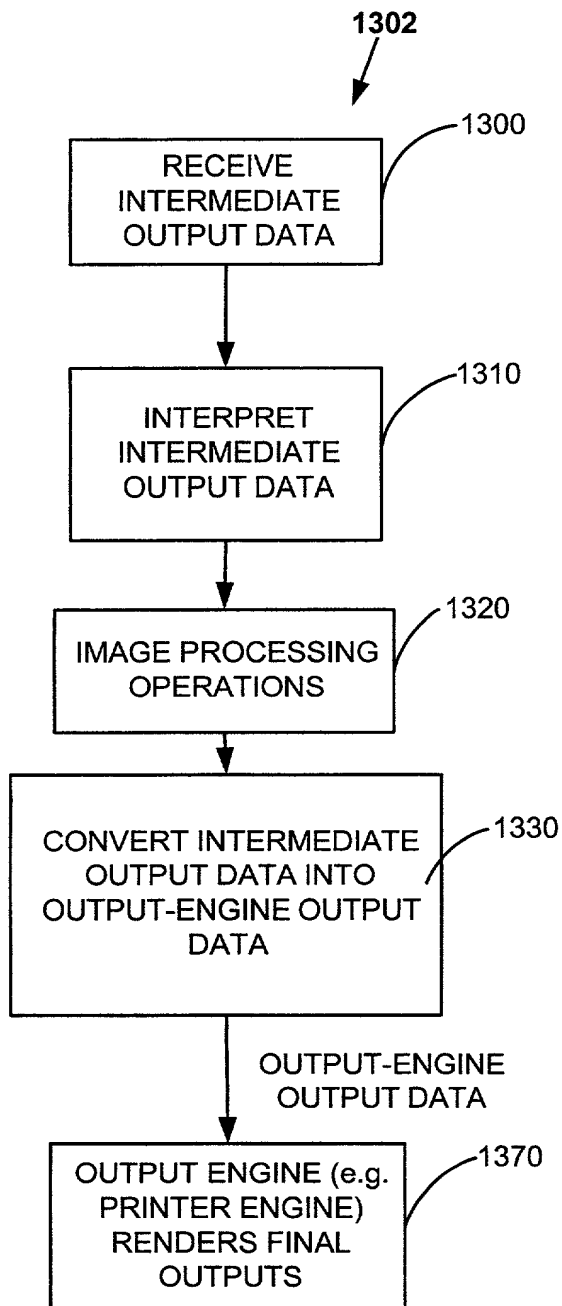 1302
1300
RECEIVE
INTERMEDIATE
OUTPUT DATA
1310
INTERPRET
INTERMEDIATE
OUTPUT DATA
1320
IMAGE PROCESSING
OPERATIONS
1330
CONVERT INTERMEDIATE
OUTPUT DATA INTO
OUTPUT-ENGINE OUTPUT
DATA
OUTPUT-ENGINE
OUTPUT DATA
1370
OUTPUT ENGINE (e.g.
PRINTER ENGINE)
RENDERS FINAL
OUTPUTS